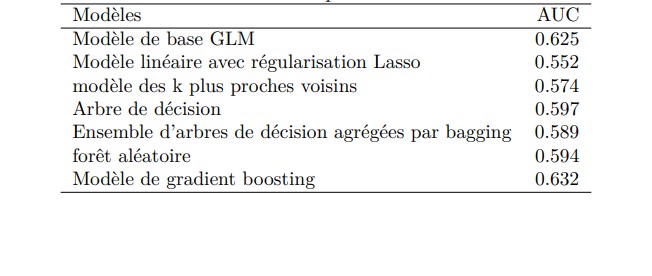 Modèles AUC
Modèle de base GLM 0.625
Modèle linéaire avec régularisation Lasso 0.552
modèle des k plus proches voisins 0.574
Arbre de décision 0.597
Ensemble d'arbres de décision agrégées par bagging 0.589
forêt aléatoire 0.594
Modèle de gradient boosting 0.632